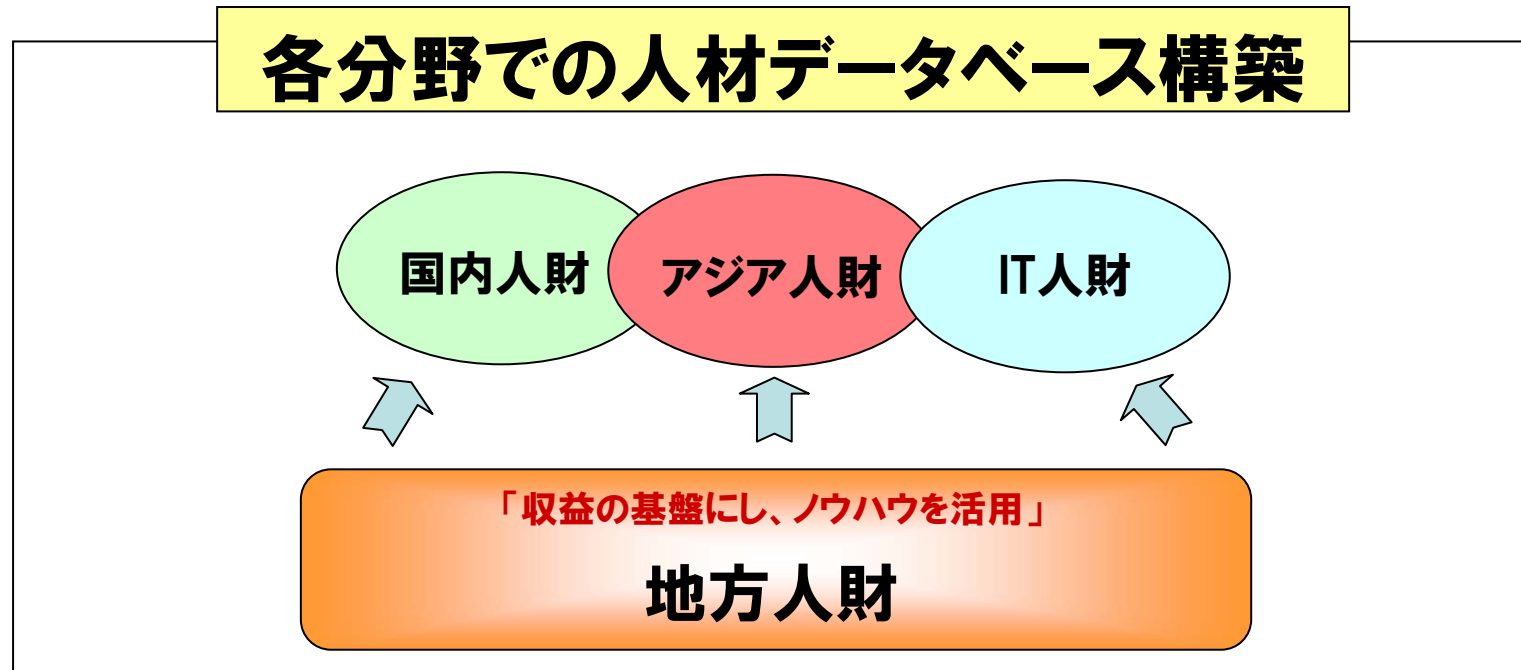 各分野での人材データベース構築
国内人財
アジア人財
IT人財
「収益の基盤にし、ノウハウを活用」
地方人財